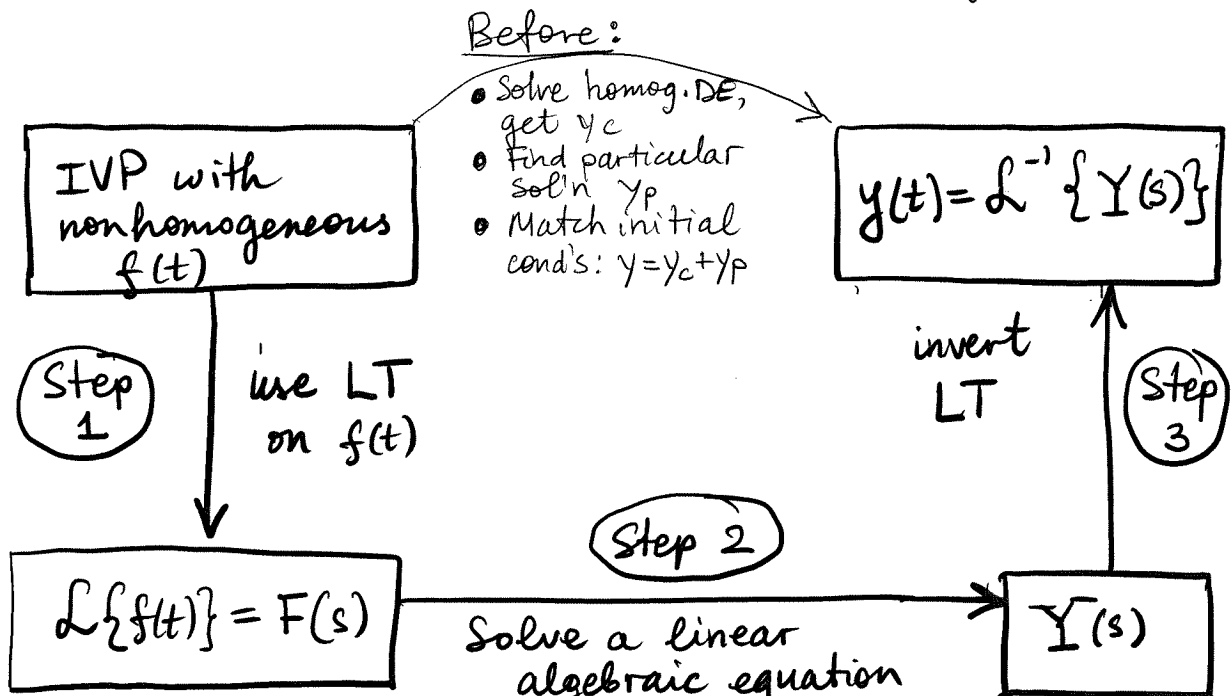 Before:
• Solve homog. DE,
get yc
• Find particular
sol'n yp
• Match initial
cond's: y=yc+yp
IVP with
nonhomogeneous
f(t)
y(t)=ℒ⁻¹{Y(s)}
Step
1
use LT
on f(t)
invert
LT
Step
3
Step 2
ℒ{f(t)} = F(s)
Solve a linear
algebraic equation
Y(s)